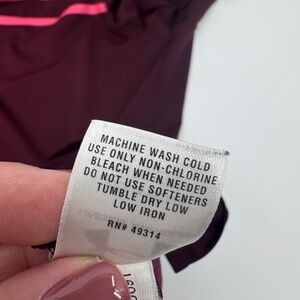 MACHINE WASH COLD
USE ONLY NON-CHLORINE
BLEACH WHEN NEEDED
DO NOT USE SOFTENERS
TUMBLE DRY LOW
LOW IRON
RN# 49314